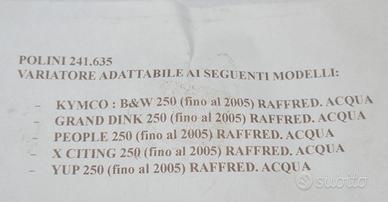 POLINI 241.635
VARIATORE ADATTABILE AI SEGUENTI MODELLI:
- KYMCO : B&W 250 (fino al 2005) RAFFRED. ACQUA
- GRAND DINK 250 (fino al 2005) RAFFRED. ACQUA
- PEOPLE 250 (fino al 2005) RAFFRED. ACQUA
- X CITING 250 (fino al 2005) RAFFRED. ACQUA
- YUP 250 (fino al 2005) RAFFRED. ACQUA
subito